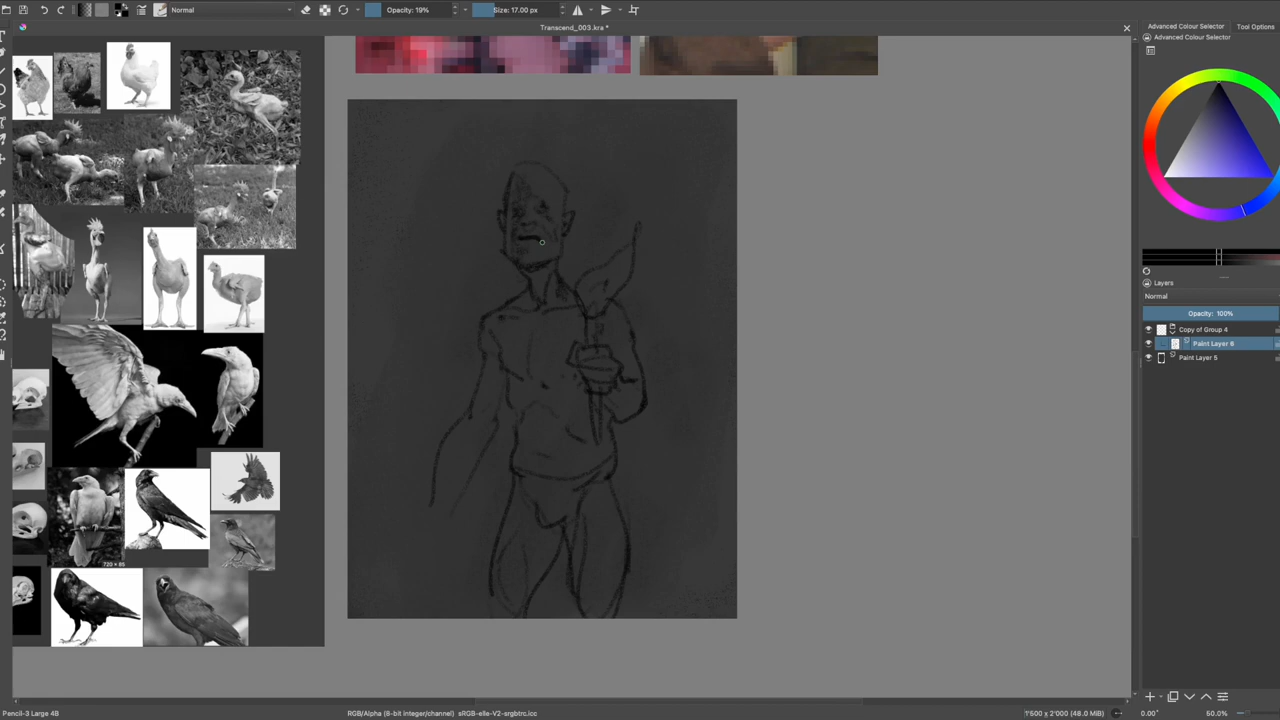 Normal
Opacity: 19%
Size: 17.00 px
Transcend_003.kra *
Advanced Colour Selector
Tool Options
Advanced Colour Selector
Layers
Normal
Opacity: 100%
Copy of Group 4
Paint Layer 6
Paint Layer 5
720 × 85
Pencil-3 Large 4B
RGB/Alpha (8-bit integer/channel) sRGB-elle-V2-srgbtrc.icc
1'500 x 2'000 (48.0 MiB)
0.00°
50.0%